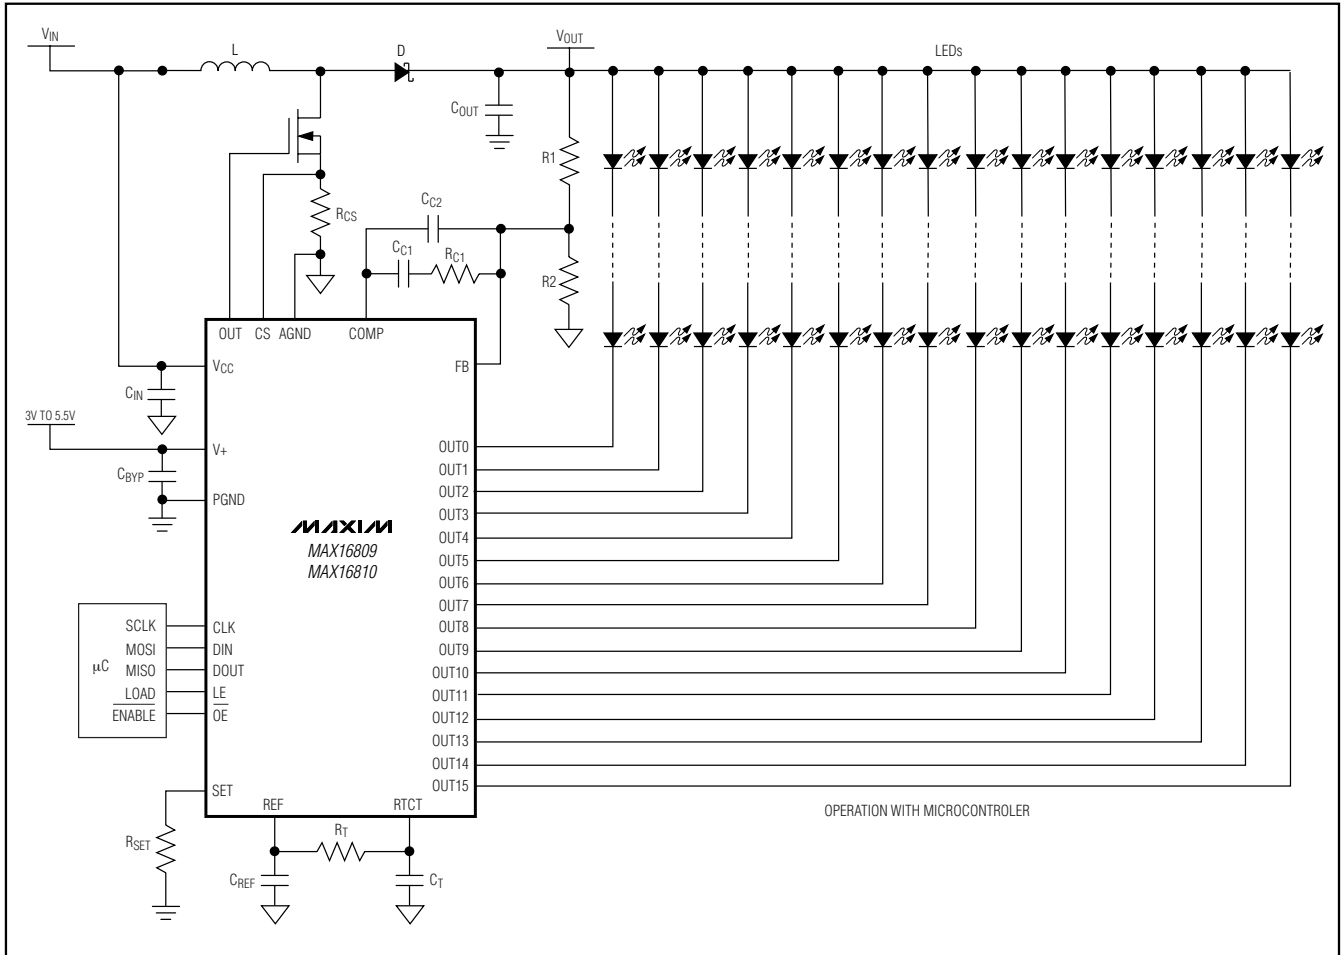 VIN
L
D
VOUT
LEDs
COUT
R1
RCS
CC2
CC1
RC1
R2
OUT
CS
AGND
COMP
VCC
FB
CIN
3V TO 5.5V
V+
CBYP
PGND
MAXIM
MAX16809
MAX16810
OUT0
OUT1
OUT2
OUT3
OUT4
OUT5
OUT6
OUT7
OUT8
OUT9
OUT10
OUT11
OUT12
OUT13
OUT14
OUT15
μC
SCLK
MOSI
MISO
LOAD
ENABLE
CLK
DIN
DOUT
LE
OE
SET
REF
RTCT
OPERATION WITH MICROCONTROLER
RSET
RT
CREF
CT